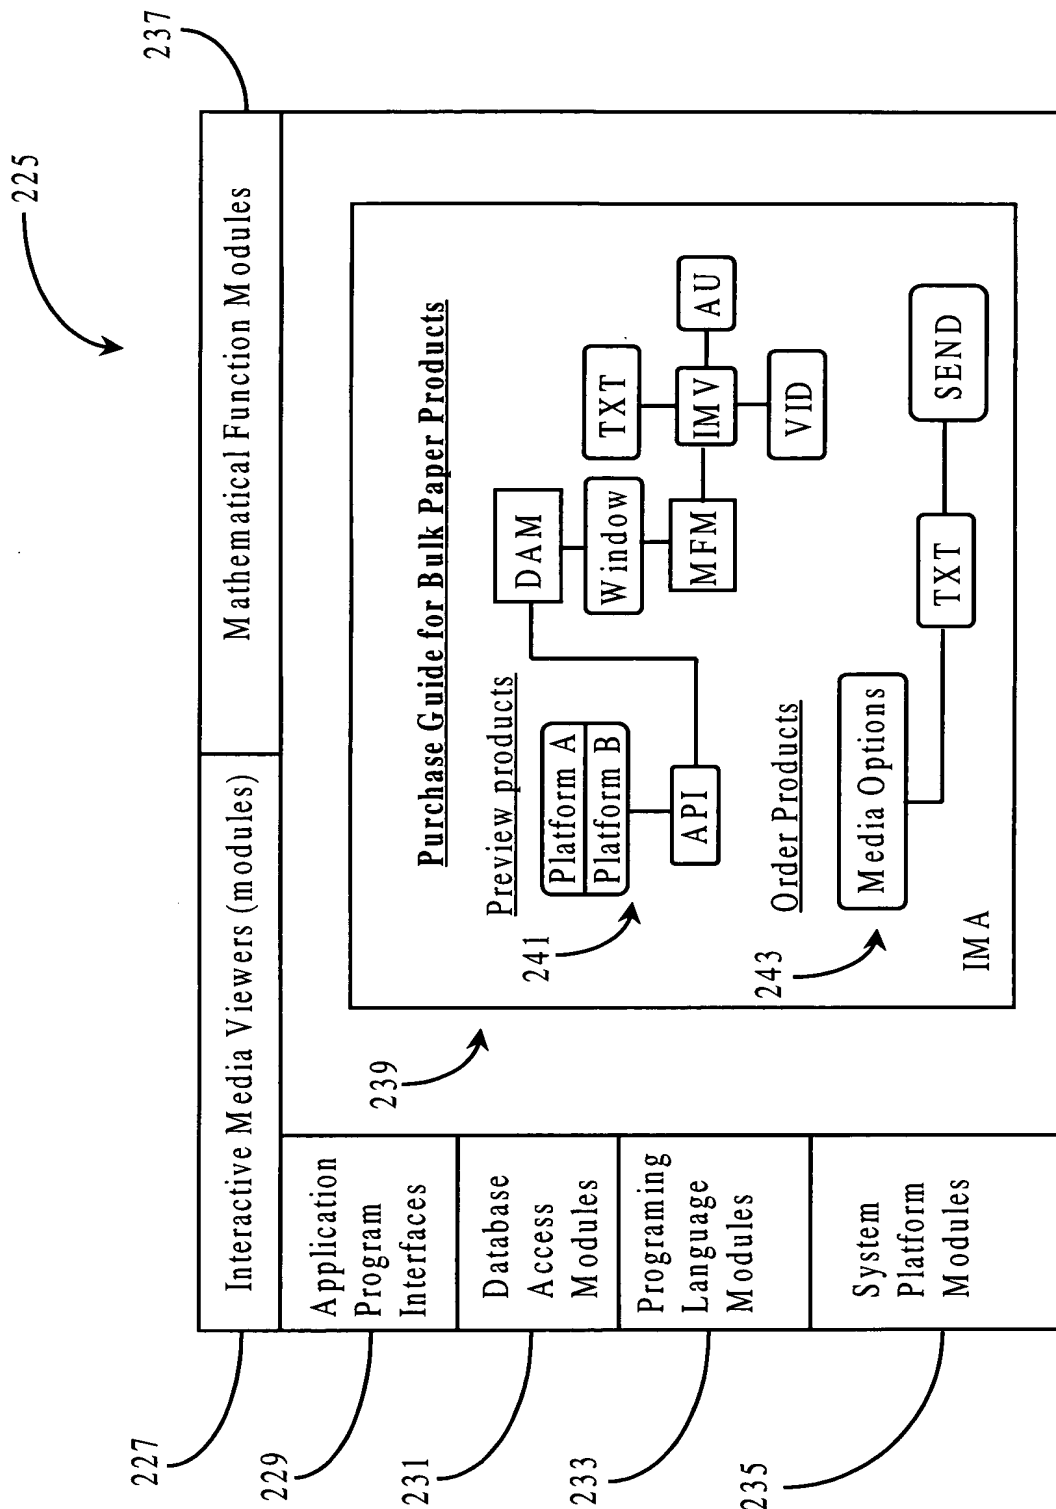 225
237
Interactive Media Viewers (modules)
Mathematical Function Modules
227
Application
Program
Interfaces
229
Database
Access
Modules
231
Programing
Language
Modules
233
System
Platform
Modules
235
239
Purchase Guide for Bulk Paper Products
Preview products
Platform A
Platform B
241
API
DAM
Window
MFM
TXT
IMV
AU
VID
Order Products
Media Options
243
TXT
SEND
IMA